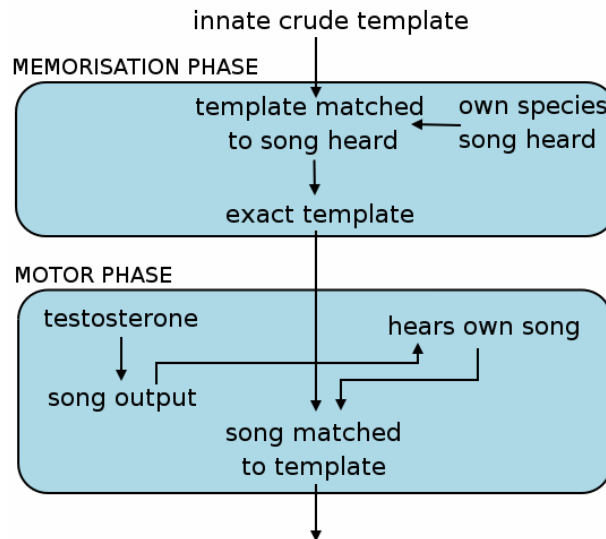 innate crude template
MEMORISATION PHASE
template matched
to song heard
own species
song heard
exact template
MOTOR PHASE
testosterone
hears own song
song output
song matched
to template